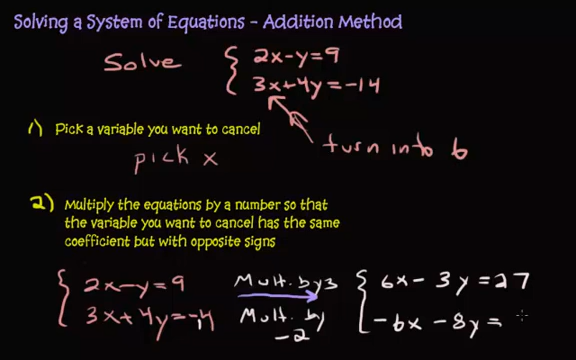 Solving a System of Equations - Addition Method
Solve { 2x-y=9
3x+4y=-14
1) Pick a variable you want to cancel
turn into 6
pick x
2) Multiply the equations by a number so that
the variable you want to cancel has the same
coefficient but with opposite signs
{ 2x-y=9 Mult. by 3 { 6x-3y=27
3x+4y=-14 Mult. by -2 -6x-8y=